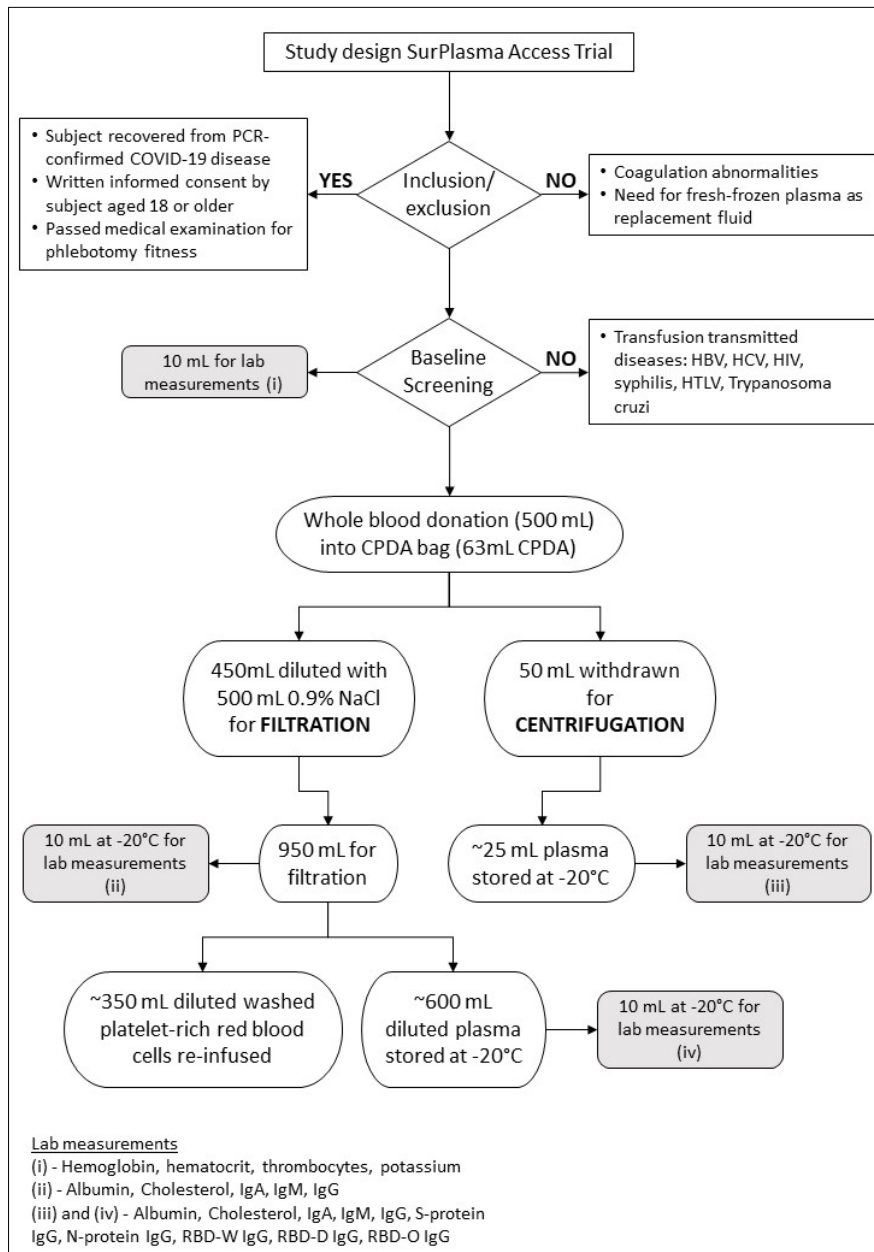 Study design SurPlasma Access Trial
• Subject recovered from PCR-
confirmed COVID-19 disease
• Written informed consent by
subject aged 18 or older
• Passed medical examination for
phlebotomy fitness
YES
Inclusion/
exclusion
NO
• Coagulation abnormalities
• Need for fresh-frozen plasma as
replacement fluid
10 mL for lab
measurements (i)
Baseline
Screening
NO
• Transfusion transmitted
diseases: HBV, HCV, HIV,
syphilis, HTLV, Trypanosoma
cruzi
Whole blood donation (500 mL)
into CPDA bag (63mL CPDA)
450mL diluted with
500 mL 0.9% NaCl
for FILTRATION
50 mL withdrawn
for
CENTRIFUGATION
10 mL at -20°C for
lab measurements
(ii)
950 mL for
filtration
~25 mL plasma
stored at -20°C
10 mL at -20°C for
lab measurements
(iii)
~350 mL diluted washed
platelet-rich red blood
cells re-infused
~600 mL
diluted plasma
stored at -20°C
10 mL at -20°C for
lab measurements
(iv)
Lab measurements
(i) - Hemoglobin, hematocrit, thrombocytes, potassium
(ii) - Albumin, Cholesterol, IgA, IgM, IgG
(iii) and (iv) - Albumin, Cholesterol, IgA, IgM, IgG, S-protein
IgG, N-protein IgG, RBD-W IgG, RBD-D IgG, RBD-O IgG